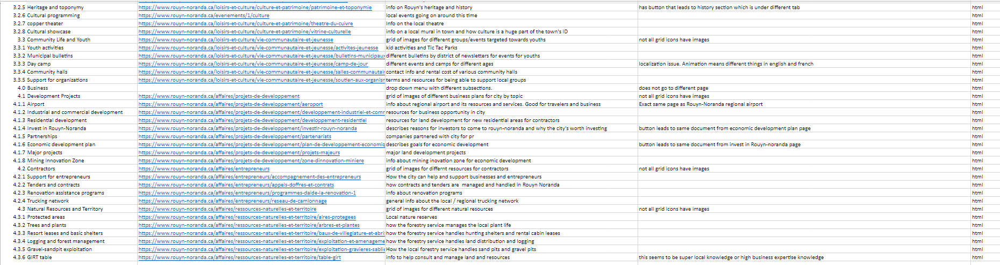 3.2.5 Heritage and toponymy https://www.rouyn-noranda.ca/loisirs-et-culture/culture-et-patrimoine/patrimoine-et-toponymie info on Rouyn's heritage and history has button that leads to history section which is under different tab html
3.2.6 Cultural programming https://www.rouyn-noranda.ca/evenements/1/culture local events going on around this time html
3.2.7 copper theater https://www.rouyn-noranda.ca/loisirs-et-culture/culture-et-patrimoine/theatre-du-cuivre Info on the local theatre html
3.2.8 Cultural showcase https://www.rouyn-noranda.ca/loisirs-et-culture/culture-et-patrimoine/vitrine-culturelle info on a local mural in town and how culture is a huge part of the town's ID html
3.3 Community Life and Youth https://www.rouyn-noranda.ca/loisirs-et-culture/vie-communautaire-et-jeunesse grid of images for different groups/events targeted towards youths not all grid icons have images html
3.3.1 Youth activities https://www.rouyn-noranda.ca/loisirs-et-culture/vie-communautaire-et-jeunesse/activites-jeunesse kid activities and Tic Tac Parks html
3.3.2 Municipal bulletins https://www.rouyn-noranda.ca/loisirs-et-culture/vie-communautaire-et-jeunesse/bulletins-municipaux different bulletins by district of newsletters for events for youths html
3.3.3 Day camp https://www.rouyn-noranda.ca/loisirs-et-culture/vie-communautaire-et-jeunesse/camp-de-jour different events and camps for different ages localization issue. Animation means different things in english and french html
3.3.4 Community halls https://www.rouyn-noranda.ca/loisirs-et-culture/vie-communautaire-et-jeunesse/salles-communautair contact info and rental cost of various community halls html
3.3.5 Support for organizations https://www.rouyn-noranda.ca/loisirs-et-culture/vie-communautaire-et-jeunesse/soutien-aux-organisr terms and resources for being able to support local groups html
4.0 Business drop down menu with different subsections. does not go to different page html
4.1 Development Projects https://www.rouyn-noranda.ca/affaires/projets-de-developpement grid of images of different business plans for city by topic not all grid icons have images html
4.1.1 Airport https://www.rouyn-noranda.ca/affaires/projets-de-developpement/aeroport info about regional airport and its resources and services. Good for travelers and business Exact same page as Rouyn-Noranda regional airport html
4.1.2 Industrial and commercial development https://www.rouyn-noranda.ca/affaires/projets-de-developpement/developpement-industriel-et-comr resources for business opportunity in city html
4.1.3 Residential development https://www.rouyn-noranda.ca/affaires/projets-de-developpement/developpement-residentiel resources for land development for new residential areas for contractors html
4.1.4 Invest in Rouyn-Noranda https://www.rouyn-noranda.ca/affaires/projets-de-developpement/investir-rouyn-noranda describes reasons for investors to come to rouyn-noranda and why the city's worth investing button leads to same document from economic development plan page html
4.1.5 Partnerships https://www.rouyn-noranda.ca/affaires/projets-de-developpement/partenariats companies partnered with city for pr html
4.1.6 Economic development plan https://www.rouyn-noranda.ca/affaires/projets-de-developpement/plan-de-developpement-economiq describes goals for economic development button leads to same document from invest in Rouyn-noranda page html
4.1.7 Major projects https://www.rouyn-noranda.ca/affaires/projets-de-developpement/projets-majeurs major land development projects html
4.1.8 Mining Innovation Zone https://www.rouyn-noranda.ca/affaires/projets-de-developpement/zone-dinnovation-miniere info about mining inovation zone for economic development html
4.2 Contractors https://www.rouyn-noranda.ca/affaires/entrepreneurs grid of images for differnt resources for contractors not all grid icons have images html
4.2.1 Support for entrepreneurs https://www.rouyn-noranda.ca/affaires/entrepreneurs/accompagnement-des-entrepreneurs How the city can help and support businesses and entrepreneurs html
4.2.2 Tenders and contracts https://www.rouyn-noranda.ca/affaires/entrepreneurs/appels-doffres-et-contrats how contracts and tenders are managed and handled in Rouyn Noranda html
4.2.3 Renovation assistance programs https://www.rouyn-noranda.ca/affaires/entrepreneurs/programmes-daide-la-renovation-1 info about renovation programs html
4.2.4 Trucking network https://www.rouyn-noranda.ca/affaires/entrepreneurs/reseau-de-camionnage general info about the local / regional trucking network html
4.3 Natural Resources and Territory https://www.rouyn-noranda.ca/affaires/ressources-naturelles-et-territoire grid of images for different natural resources not all grid icons have images html
4.3.1 Protected areas https://www.rouyn-noranda.ca/affaires/ressources-naturelles-et-territoire/aires-protegees Local nature reserves html
4.3.2 Trees and plants https://www.rouyn-noranda.ca/affaires/ressources-naturelles-et-territoire/arbres-et-plantes how the forestry service manages the local plant life html
4.3.3 Resort leases and basic shelters https://www.rouyn-noranda.ca/affaires/ressources-naturelles-et-territoire/baux-de-villegiature-et-abris how the forestry service handles hunting shelters and rental cabin leases html
4.3.4 Logging and forest management https://www.rouyn-noranda.ca/affaires/ressources-naturelles-et-territoire/exploitation-et-amenageme how the forestry service handles land distribution and logging html
4.3.5 Gravel-sandpit exploitation https://www.rouyn-noranda.ca/affaires/ressources-naturelles-et-territoire/exploitation-gravieres-sablie How the local forestry service handles sand pits and gravel pits html
4.3.6 GIRT table https://www.rouyn-noranda.ca/affaires/ressources-naturelles-et-territoire/table-girt info to help consult and manage land and resources this seems to be super local knowledge or high business expertise knowledge html